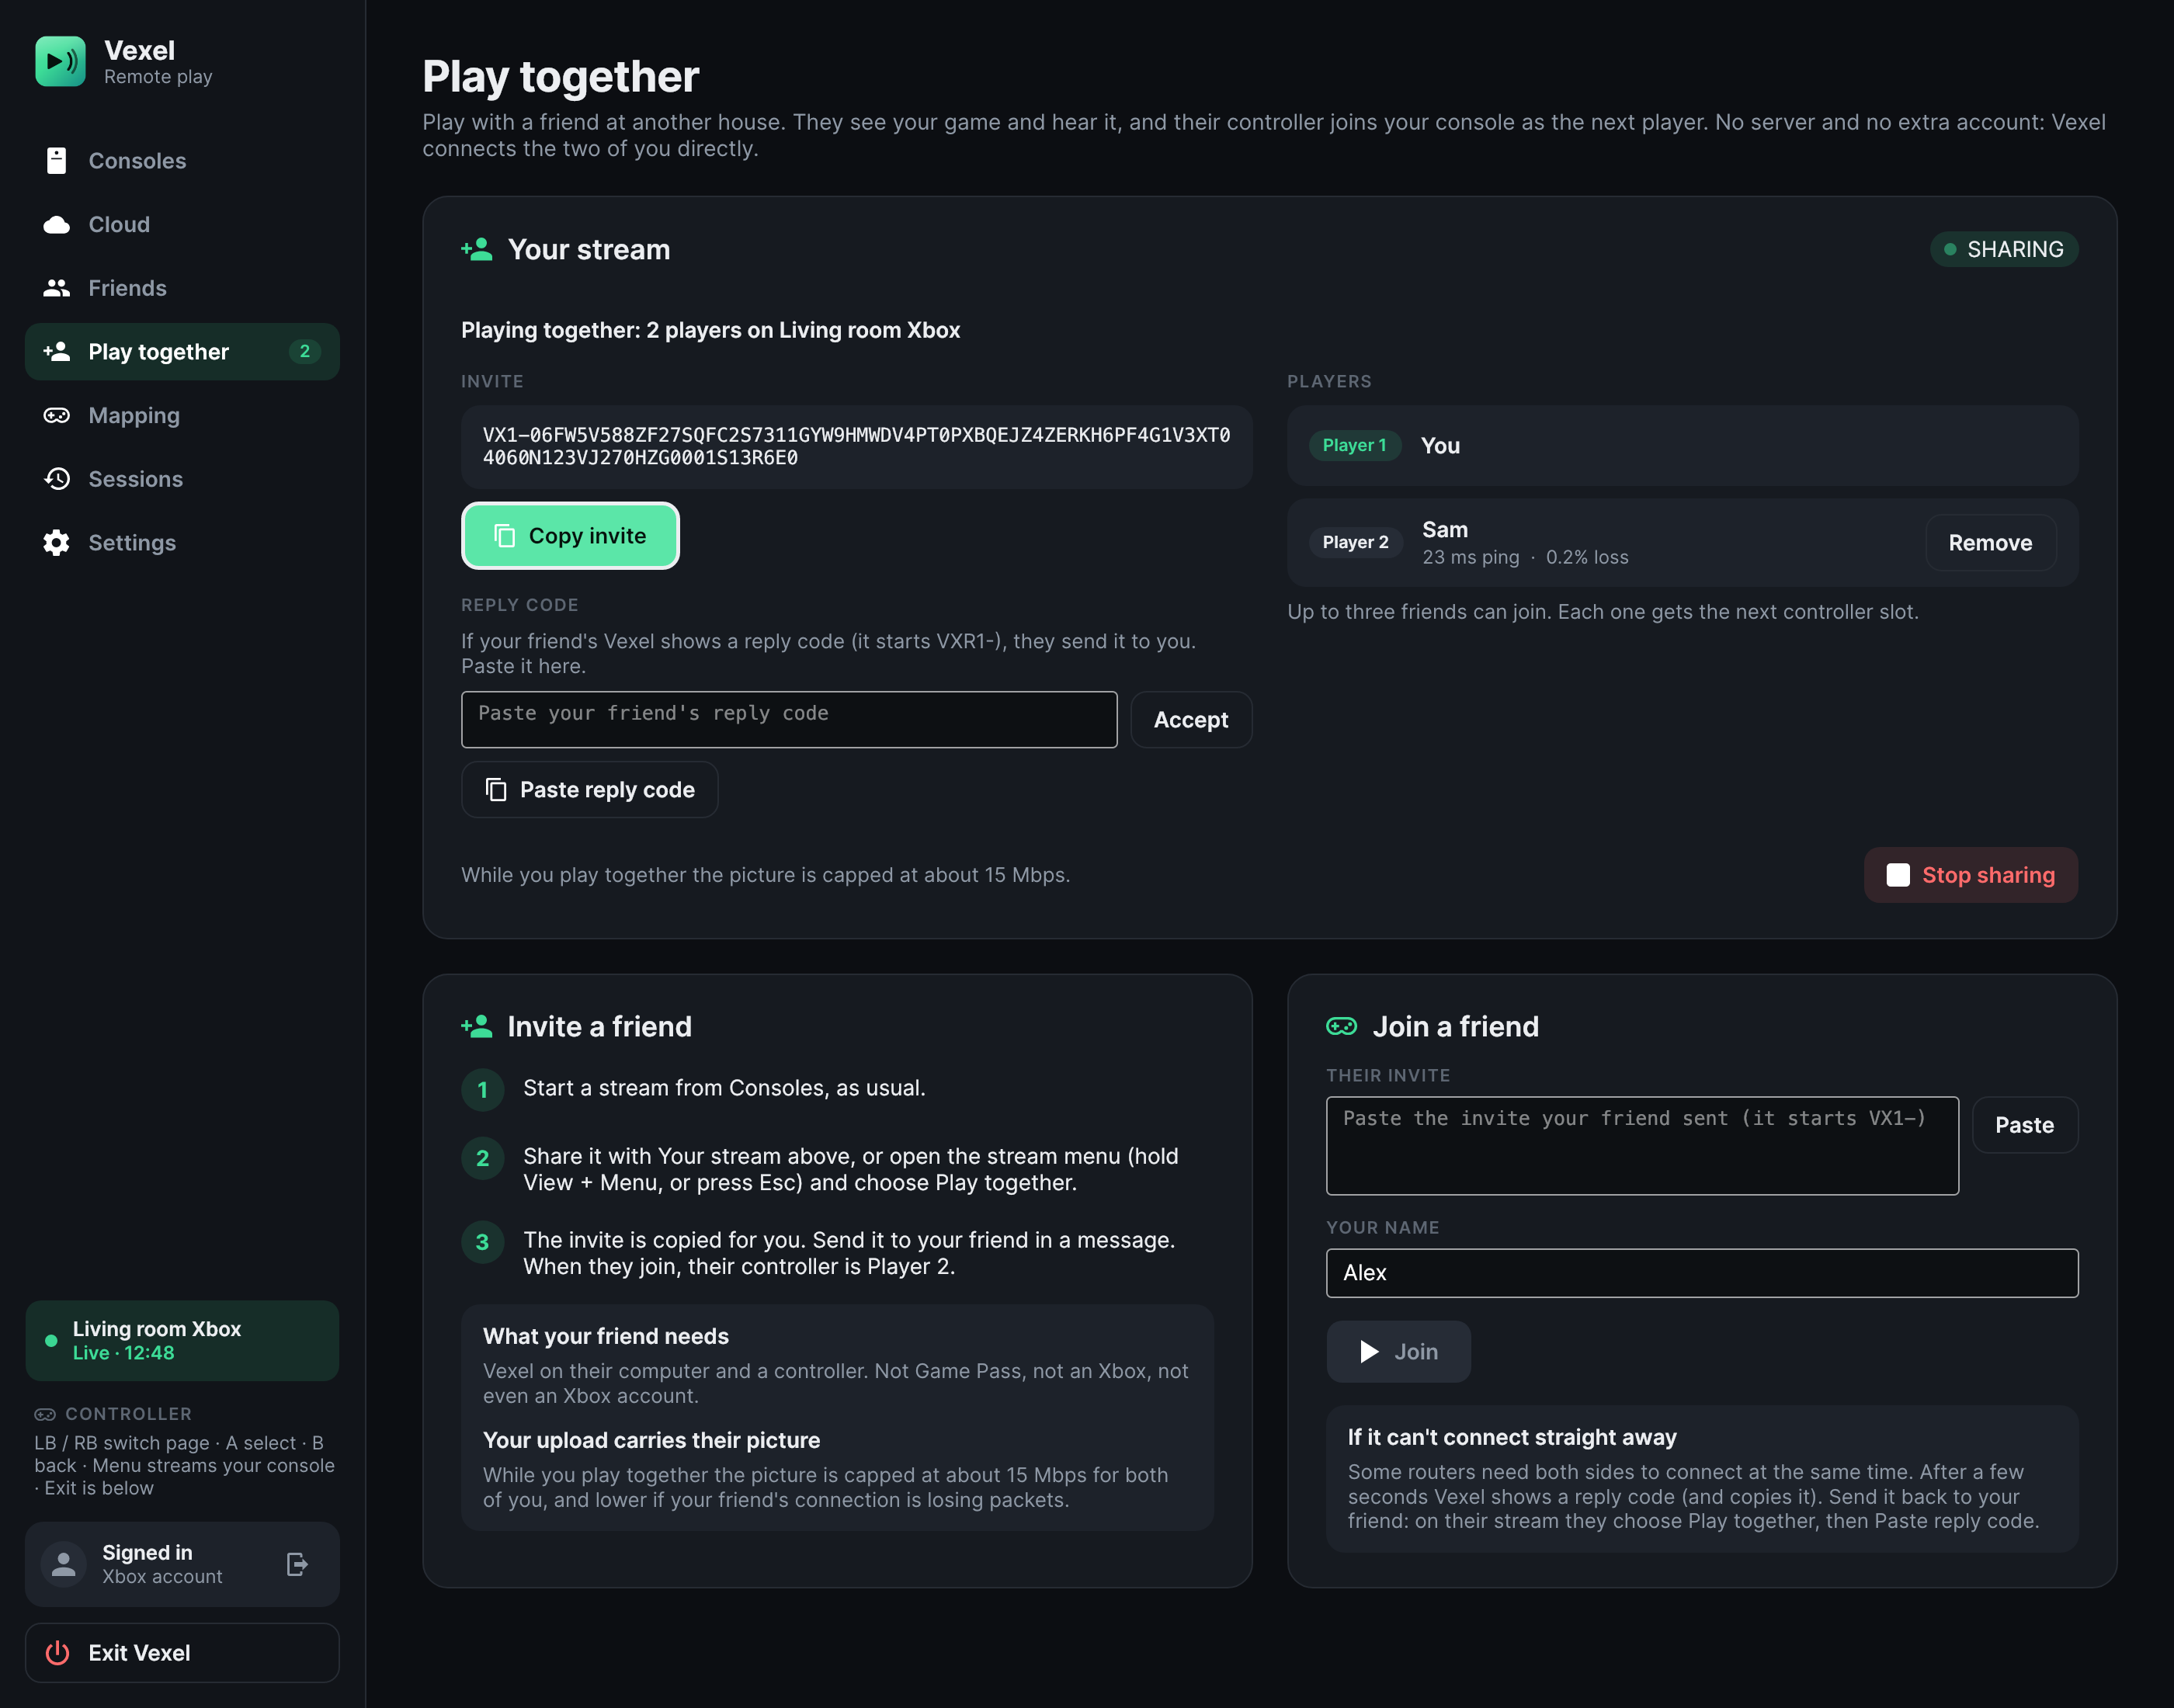 Vexel
Remote play
Consoles
Cloud
Friends
Play together 2
Mapping
Sessions
Settings
Living room Xbox
Live · 12:48
CONTROLLER
LB / RB switch page · A select · B
back · Menu streams your console
· Exit is below
Signed in
Xbox account
Exit Vexel
Play together
Play with a friend at another house. They see your game and hear it, and their controller joins your console as the next player. No server and no extra account: Vexel
connects the two of you directly.
Your stream
SHARING
Playing together: 2 players on Living room Xbox
INVITE
VX1-06FW5V588ZF27SQFC2S7311GYW9HMWDV4PT0PXBQEJZ4ZERKH6PF4G1V3XT0
4060N123VJ270HZG0001S13R6E0
Copy invite
REPLY CODE
If your friend's Vexel shows a reply code (it starts VXR1-), they send it to you.
Paste it here.
Paste your friend's reply code
Accept
Paste reply code
PLAYERS
Player 1 You
Player 2 Sam
23 ms ping · 0.2% loss
Remove
Up to three friends can join. Each one gets the next controller slot.
While you play together the picture is capped at about 15 Mbps.
Stop sharing
Invite a friend
1 Start a stream from Consoles, as usual.
2 Share it with Your stream above, or open the stream menu (hold
View + Menu, or press Esc) and choose Play together.
3 The invite is copied for you. Send it to your friend in a message.
When they join, their controller is Player 2.
What your friend needs
Vexel on their computer and a controller. Not Game Pass, not an Xbox, not
even an Xbox account.
Your upload carries their picture
While you play together the picture is capped at about 15 Mbps for both
of you, and lower if your friend's connection is losing packets.
Join a friend
THEIR INVITE
Paste the invite your friend sent (it starts VX1-)
Paste
YOUR NAME
Alex
Join
If it can't connect straight away
Some routers need both sides to connect at the same time. After a few
seconds Vexel shows a reply code (and copies it). Send it back to your
friend: on their stream they choose Play together, then Paste reply code.